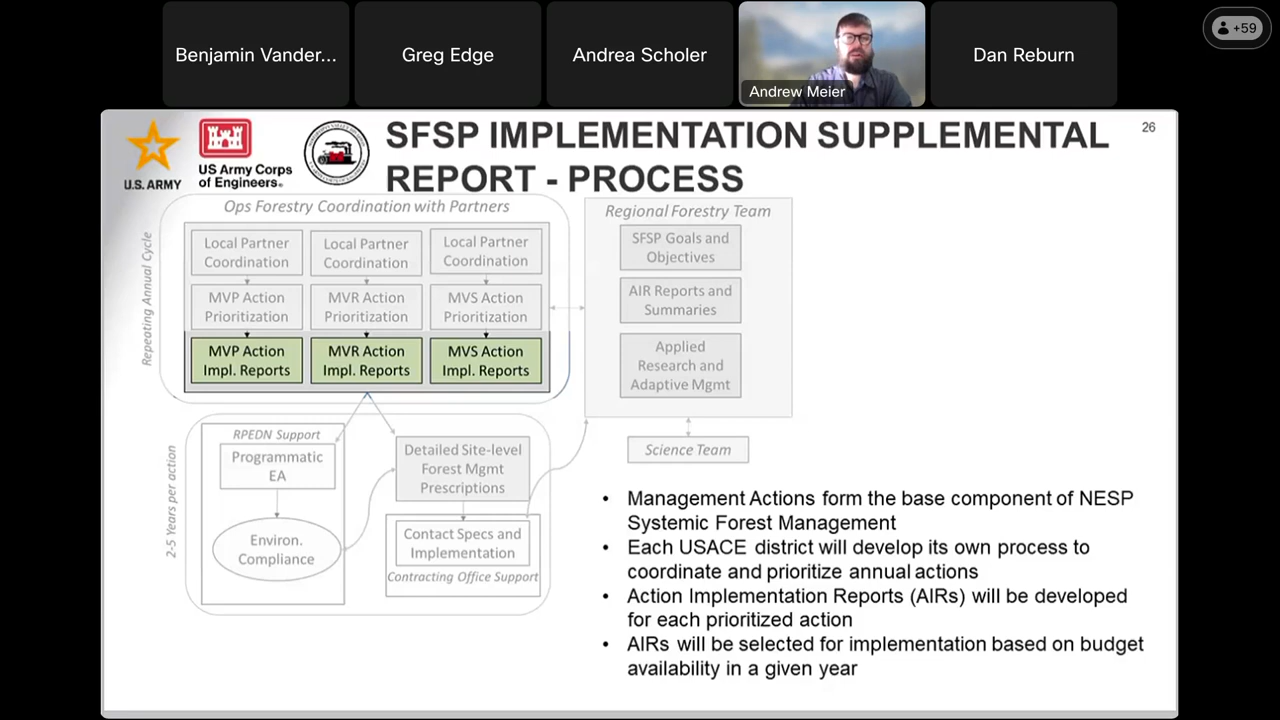 Benjamin Vander...
Greg Edge
Andrea Scholer
Andrew Meier
Dan Reburn
+59
U.S. ARMY
US Army Corps
of Engineers®
SFSP IMPLEMENTATION SUPPLEMENTAL
REPORT - PROCESS
26
Ops Forestry Coordination with Partners
Repeating Annual Cycle
Local Partner
Coordination
Local Partner
Coordination
Local Partner
Coordination
MVP Action
Prioritization
MVR Action
Prioritization
MVS Action
Prioritization
MVP Action
Impl. Reports
MVR Action
Impl. Reports
MVS Action
Impl. Reports
Regional Forestry Team
SFSP Goals and
Objectives
AIR Reports and
Summaries
Applied
Research and
Adaptive Mgmt
Science Team
2-5 Years per action
RPEDN Support
Programmatic
EA
Environ.
Compliance
Detailed Site-level
Forest Mgmt
Prescriptions
Contact Specs and
Implementation
Contracting Office Support
• Management Actions form the base component of NESP
Systemic Forest Management
• Each USACE district will develop its own process to
coordinate and prioritize annual actions
• Action Implementation Reports (AIRs) will be developed
for each prioritized action
• AIRs will be selected for implementation based on budget
availability in a given year